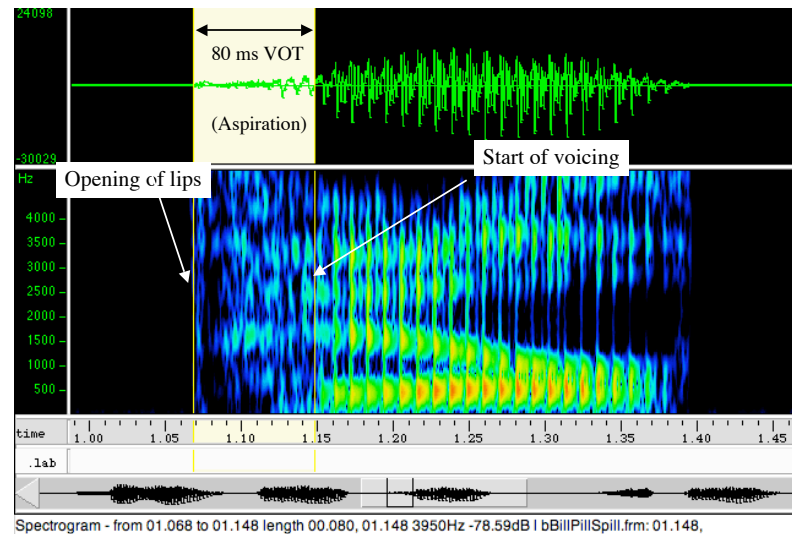 24098
80 ms VOT
(Aspiration)
-30029
Start of voicing
Hz
Opening of lips
4000
3500
3000
2500
2000
1500
1000
500
time 1.00 1.05 1.10 1.15 1.20 1.25 1.30 1.35 1.40 1.45
.lab
Spectrogram - from 01.068 to 01.148 length 00.080, 01.148 3950Hz -78.59dB l bBillPillSpill.frm: 01.148,